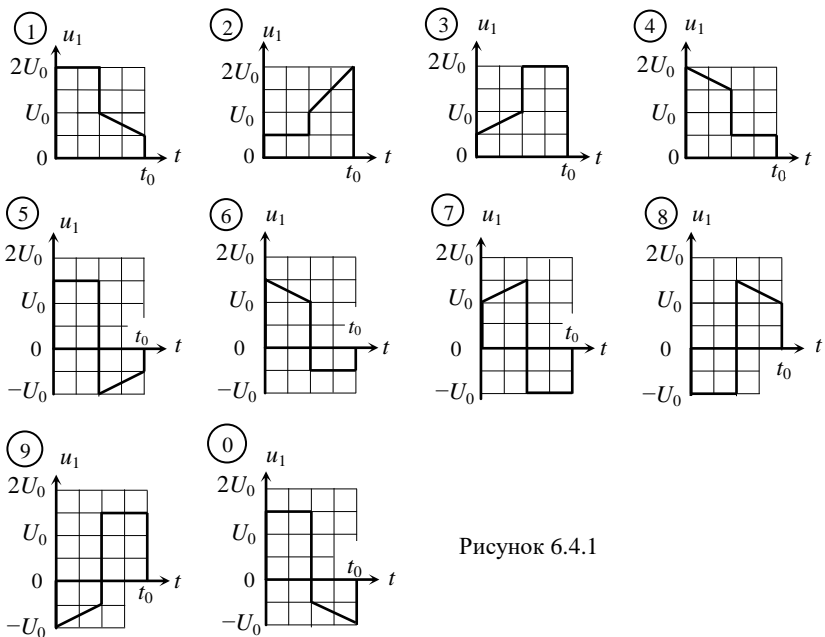 1 u₁ 2U₀ U₀ 0 t₀ t
2 u₁ 2U₀ U₀ 0 t₀ t
3 u₁ 2U₀ U₀ 0 t₀ t
4 u₁ 2U₀ U₀ 0 t₀ t
5 u₁ 2U₀ U₀ t₀ 0 t −U₀
6 u₁ 2U₀ U₀ t₀ 0 t −U₀
7 u₁ 2U₀ U₀ t₀ 0 t −U₀
8 u₁ 2U₀ U₀ 0 t₀ t −U₀
9 u₁ 2U₀ U₀ 0 t₀ t −U₀
0 u₁ 2U₀ U₀ t₀ 0 t −U₀
Рисунок 6.4.1